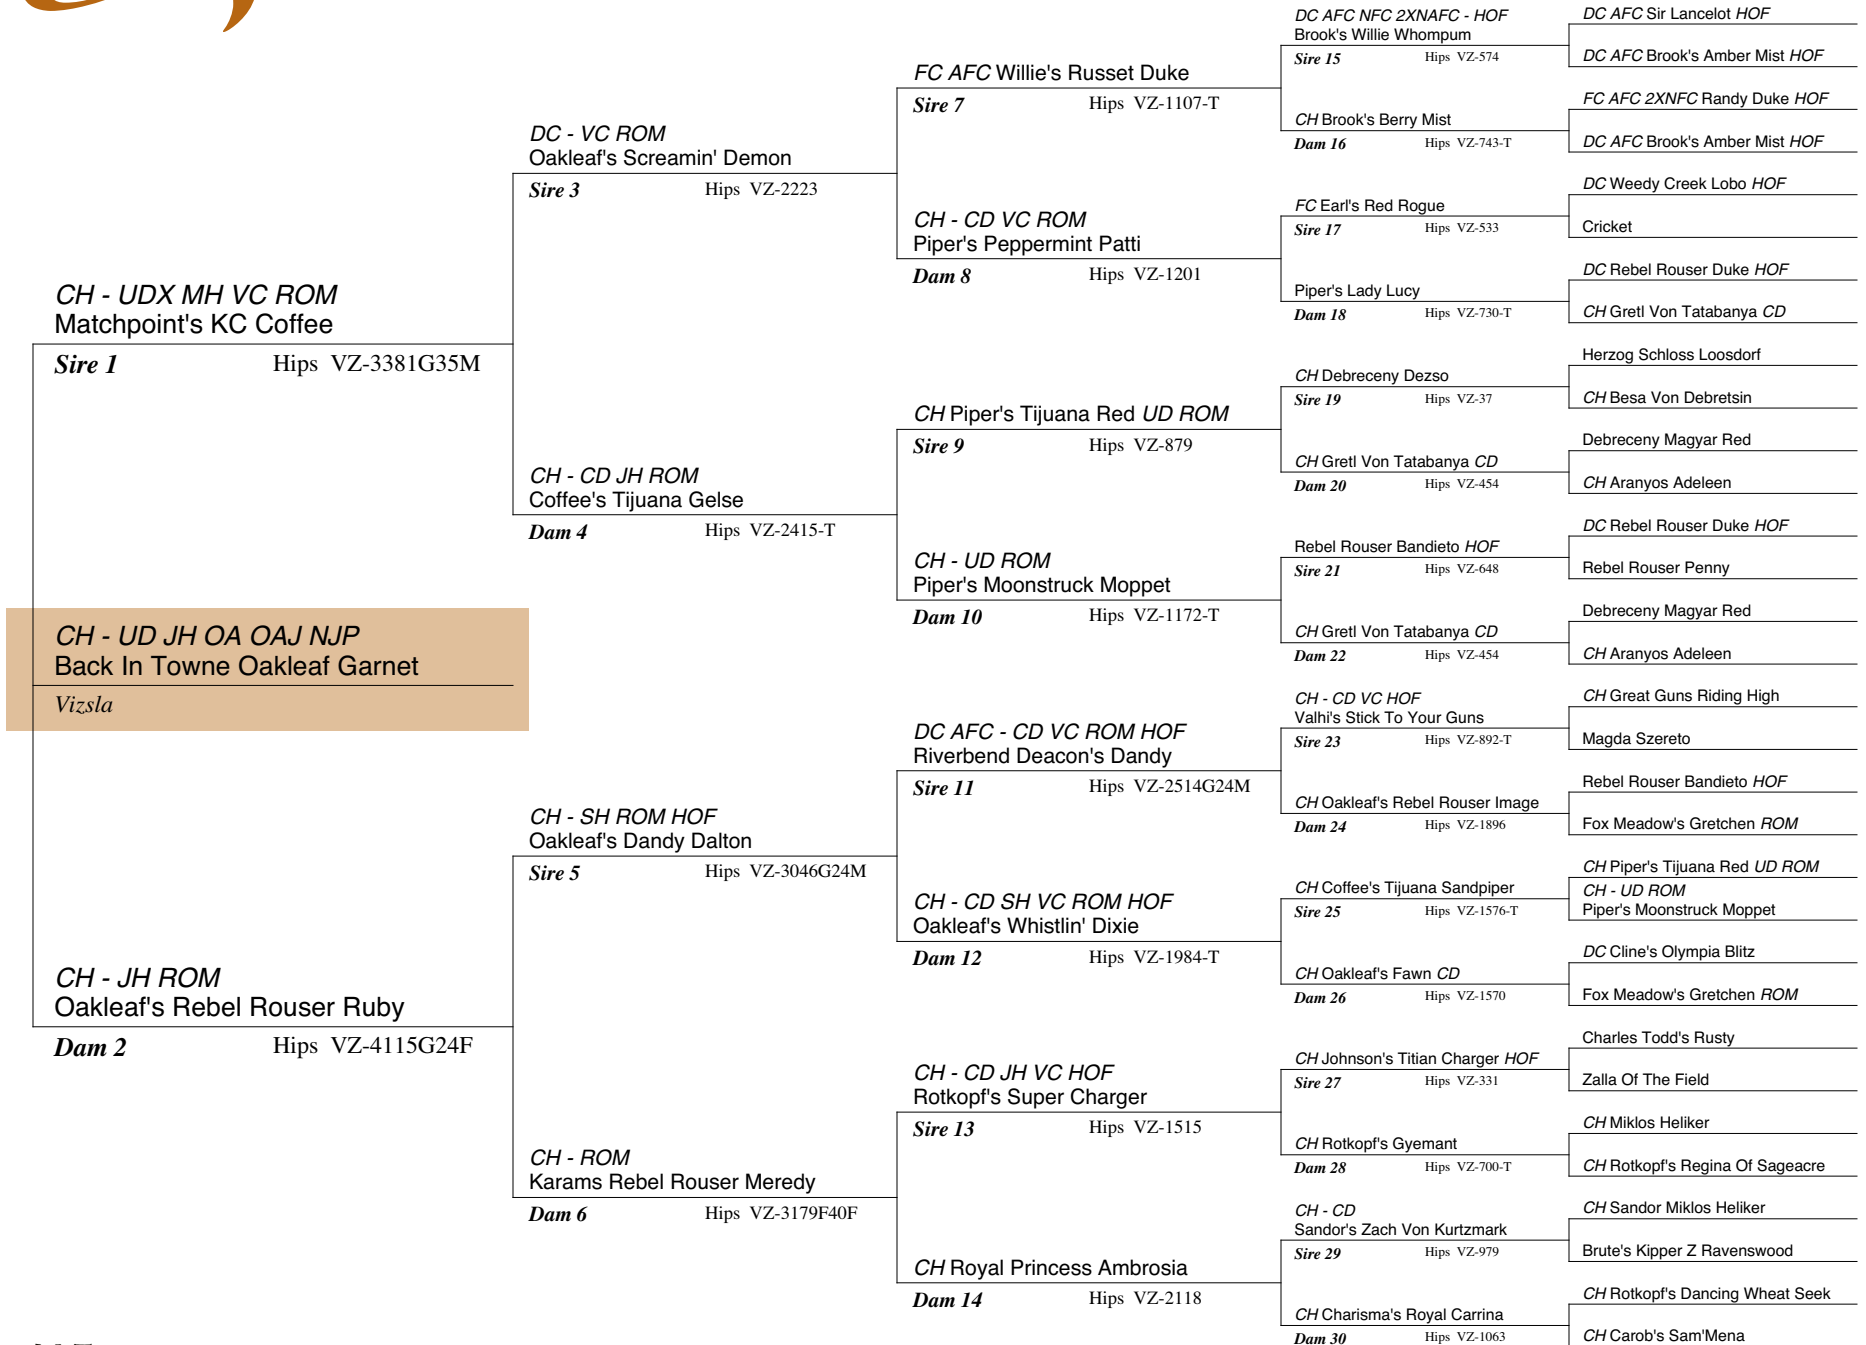 CH - UDX MH VC ROM
Matchpoint's KC Coffee
Sire 1 Hips VZ-3381G35M
CH - UD JH OA OAJ NJP
Back In Towne Oakleaf Garnet
Vizsla
CH - JH ROM
Oakleaf's Rebel Rouser Ruby
Dam 2 Hips VZ-4115G24F
DC - VC ROM
Oakleaf's Screamin' Demon
Sire 3 Hips VZ-2223
CH - CD JH ROM
Coffee's Tijuana Gelse
Dam 4 Hips VZ-2415-T
CH - SH ROM HOF
Oakleaf's Dandy Dalton
Sire 5 Hips VZ-3046G24M
CH - ROM
Karams Rebel Rouser Meredy
Dam 6 Hips VZ-3179F40F
FC AFC Willie's Russet Duke
Sire 7 Hips VZ-1107-T
CH - CD VC ROM
Piper's Peppermint Patti
Dam 8 Hips VZ-1201
CH Piper's Tijuana Red UD ROM
Sire 9 Hips VZ-879
CH - UD ROM
Piper's Moonstruck Moppet
Dam 10 Hips VZ-1172-T
DC AFC - CD VC ROM HOF
Riverbend Deacon's Dandy
Sire 11 Hips VZ-2514G24M
CH - CD SH VC ROM HOF
Oakleaf's Whistlin' Dixie
Dam 12 Hips VZ-1984-T
CH - CD JH VC HOF
Rotkopf's Super Charger
Sire 13 Hips VZ-1515
CH Royal Princess Ambrosia
Dam 14 Hips VZ-2118
DC AFC NFC 2XNAFC - HOF
Brook's Willie Whompum
Sire 15 Hips VZ-574
CH Brook's Berry Mist
Dam 16 Hips VZ-743-T
FC Earl's Red Rogue
Sire 17 Hips VZ-533
Piper's Lady Lucy
Dam 18 Hips VZ-730-T
CH Debreceny Dezso
Sire 19 Hips VZ-37
CH Gretl Von Tatabanya CD
Dam 20 Hips VZ-454
Rebel Rouser Bandieto HOF
Sire 21 Hips VZ-648
CH Gretl Von Tatabanya CD
Dam 22 Hips VZ-454
CH - CD VC HOF
Valhi's Stick To Your Guns
Sire 23 Hips VZ-892-T
CH Oakleaf's Rebel Rouser Image
Dam 24 Hips VZ-1896
CH Coffee's Tijuana Sandpiper
Sire 25 Hips VZ-1576-T
CH Oakleaf's Fawn CD
Dam 26 Hips VZ-1570
CH Johnson's Titian Charger HOF
Sire 27 Hips VZ-331
CH Rotkopf's Gyemant
Dam 28 Hips VZ-700-T
CH - CD
Sandor's Zach Von Kurtzmark
Sire 29 Hips VZ-979
CH Charisma's Royal Carrina
Dam 30 Hips VZ-1063
DC AFC Sir Lancelot HOF
DC AFC Brook's Amber Mist HOF
FC AFC 2XNFC Randy Duke HOF
DC AFC Brook's Amber Mist HOF
DC Weedy Creek Lobo HOF
Cricket
DC Rebel Rouser Duke HOF
CH Gretl Von Tatabanya CD
Herzog Schloss Loosdorf
CH Besa Von Debretsin
Debreceny Magyar Red
CH Aranyos Adeleen
DC Rebel Rouser Duke HOF
Rebel Rouser Penny
Debreceny Magyar Red
CH Aranyos Adeleen
CH Great Guns Riding High
Magda Szereto
Rebel Rouser Bandieto HOF
Fox Meadow's Gretchen ROM
CH Piper's Tijuana Red UD ROM
CH - UD ROM
Piper's Moonstruck Moppet
DC Cline's Olympia Blitz
Fox Meadow's Gretchen ROM
Charles Todd's Rusty
Zalla Of The Field
CH Miklos Heliker
CH Rotkopf's Regina Of Sageacre
CH Sandor Miklos Heliker
Brute's Kipper Z Ravenswood
CH Rotkopf's Dancing Wheat Seek
CH Carob's Sam'Mena